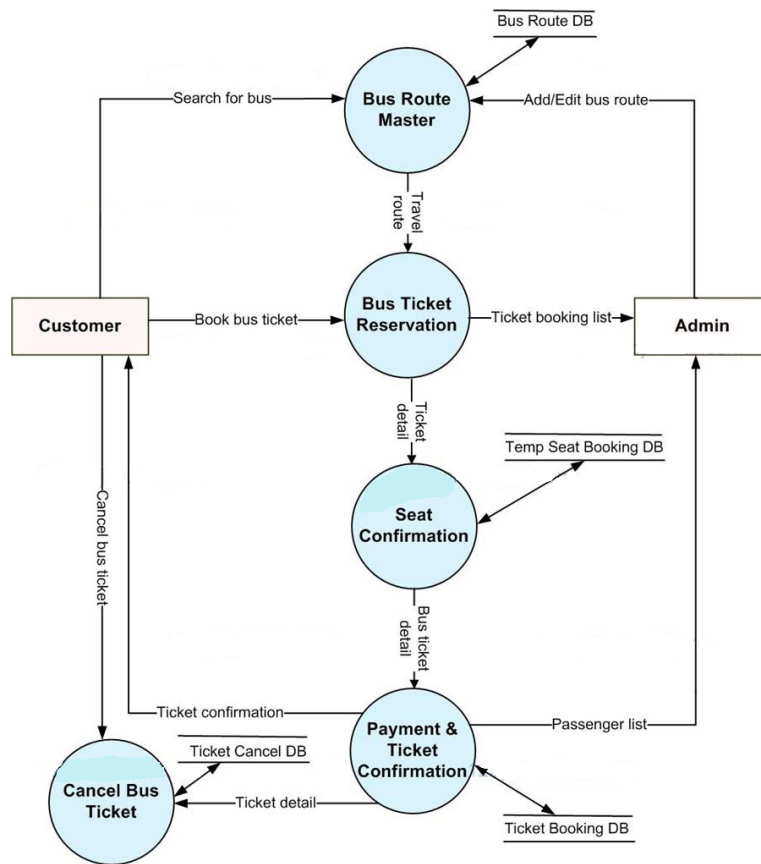 Bus Route DB
Search for bus
Bus Route
Master
Add/Edit bus route
Travel
route
Customer
Book bus ticket
Bus Ticket
Reservation
Ticket booking list
Admin
Ticket
detail
Temp Seat Booking DB
Seat
Confirmation
Cancel bus ticket
Bus ticket
detail
Ticket confirmation
Payment &
Ticket
Confirmation
Passenger list
Ticket Cancel DB
Cancel Bus
Ticket
Ticket detail
Ticket Booking DB